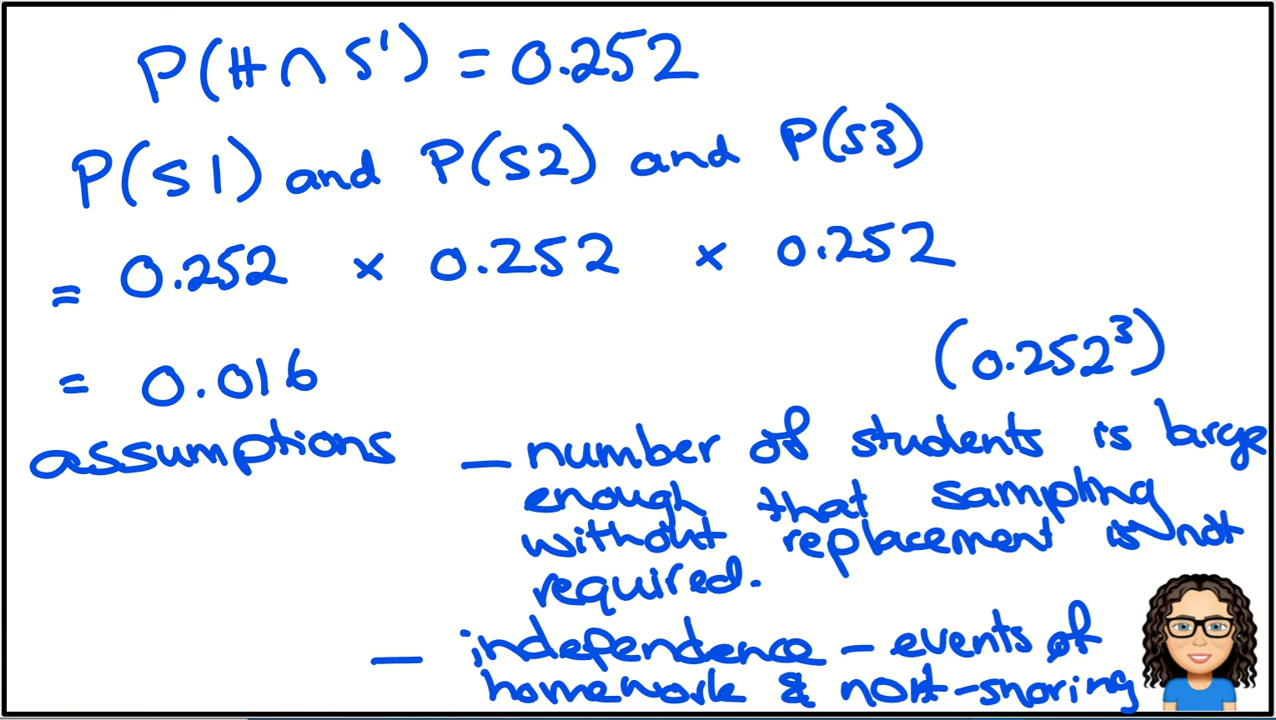 P(H∩S') = 0.252
P(S1) and P(S2) and P(S3)
= 0.252 × 0.252 × 0.252
(0.252³)
= 0.016
assumptions – number of students is large
enough that sampling
without replacement is not
required.
– independence – events of
homework & non-snoring